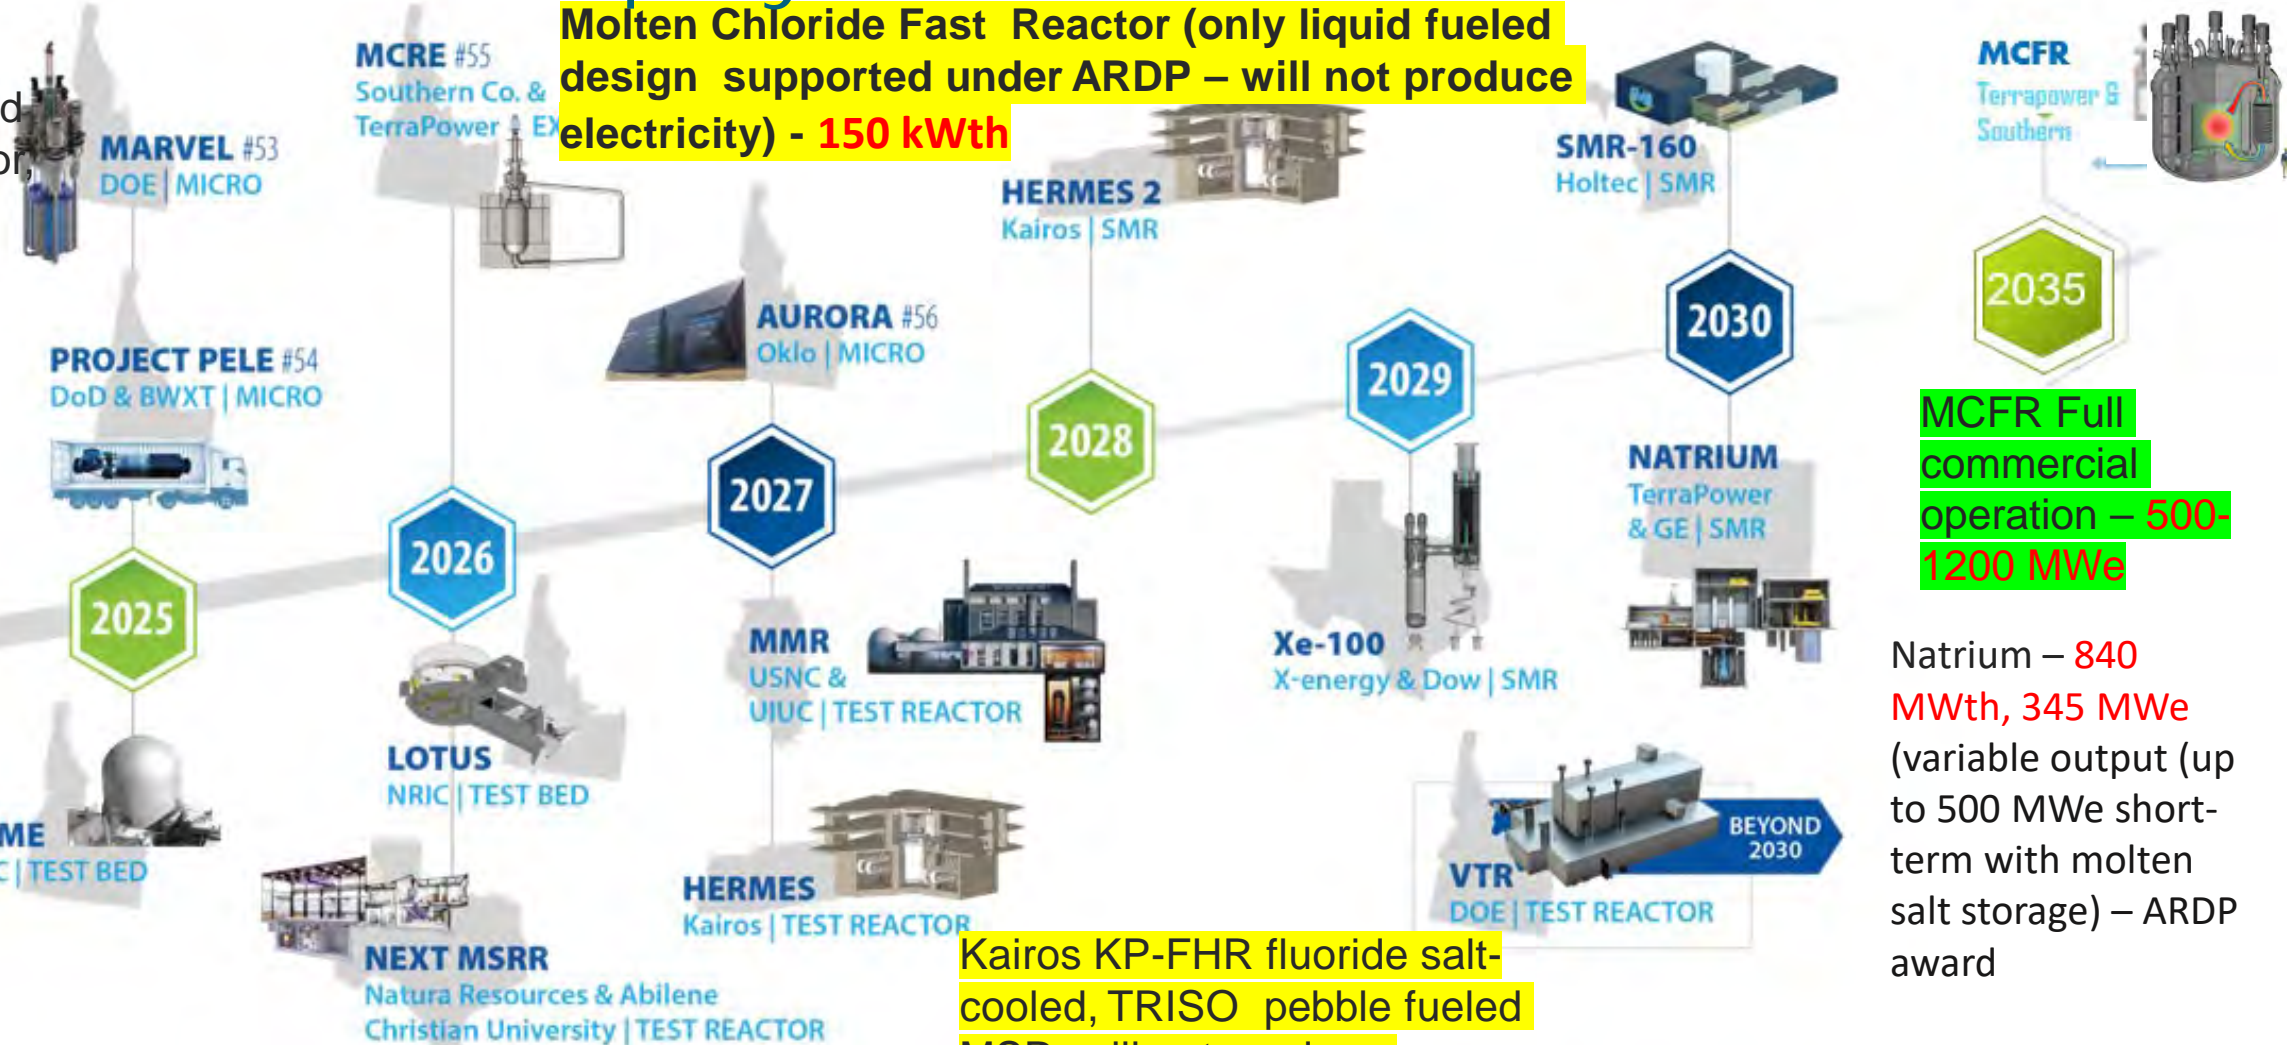 Molten Chloride Fast Reactor (only liquid fueled
design supported under ARDP – will not produce
electricity) - 150 kWth
MCRE #55
Southern Co. &
TerraPower | EX
MARVEL #53
DOE | MICRO
HERMES 2
Kairos | SMR
SMR-160
Holtec | SMR
MCFR
Terrapower &
Southern
PROJECT PELE #54
DoD & BWXT | MICRO
AURORA #56
Oklo | MICRO
2025
2026
2027
2028
2029
2030
2035
MCFR Full
commercial
operation – 500-
1200 MWe
NATRIUM
TerraPower
& GE | SMR
MMR
USNC &
UIUC | TEST REACTOR
Xe-100
X-energy & Dow | SMR
Natrium – 840
MWth, 345 MWe
(variable output (up
to 500 MWe short-
term with molten
salt storage) – ARDP
award
LOTUS
NRIC | TEST BED
ME
C | TEST BED
HERMES
Kairos | TEST REACTOR
VTR
DOE | TEST REACTOR
BEYOND
2030
NEXT MSRR
Natura Resources & Abilene
Christian University | TEST REACTOR
Kairos KP-FHR fluoride salt-
cooled, TRISO pebble fueled